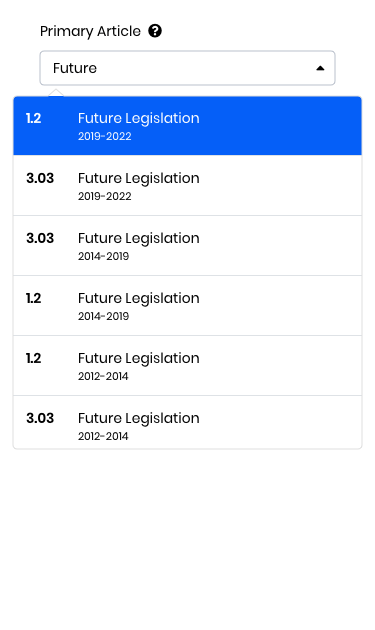 Primary Article ?
Future
1.2 Future Legislation
2019-2022
3.03 Future Legislation
2019-2022
3.03 Future Legislation
2014-2019
1.2 Future Legislation
2014-2019
1.2 Future Legislation
2012-2014
3.03 Future Legislation
2012-2014